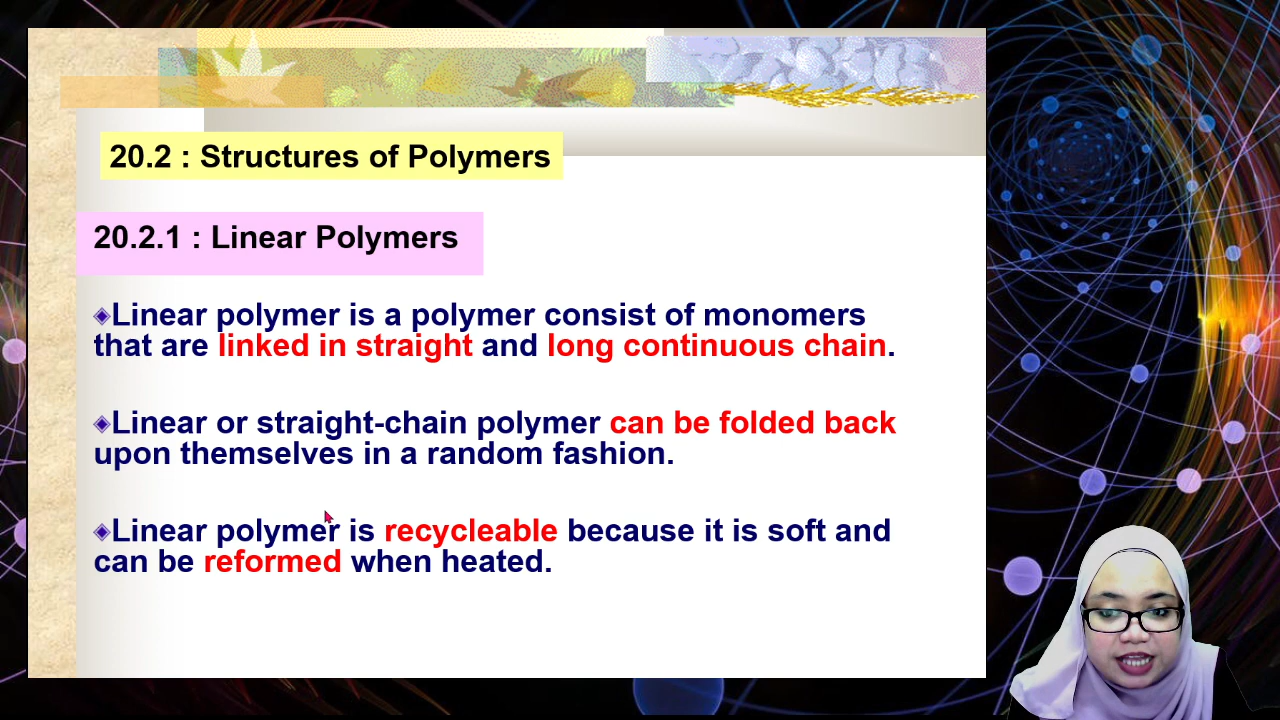 20.2 : Structures of Polymers
20.2.1 : Linear Polymers
Linear polymer is a polymer consist of monomers
that are linked in straight and long continuous chain.
Linear or straight-chain polymer can be folded back
upon themselves in a random fashion.
Linear polymer is recycleable because it is soft and
can be reformed when heated.